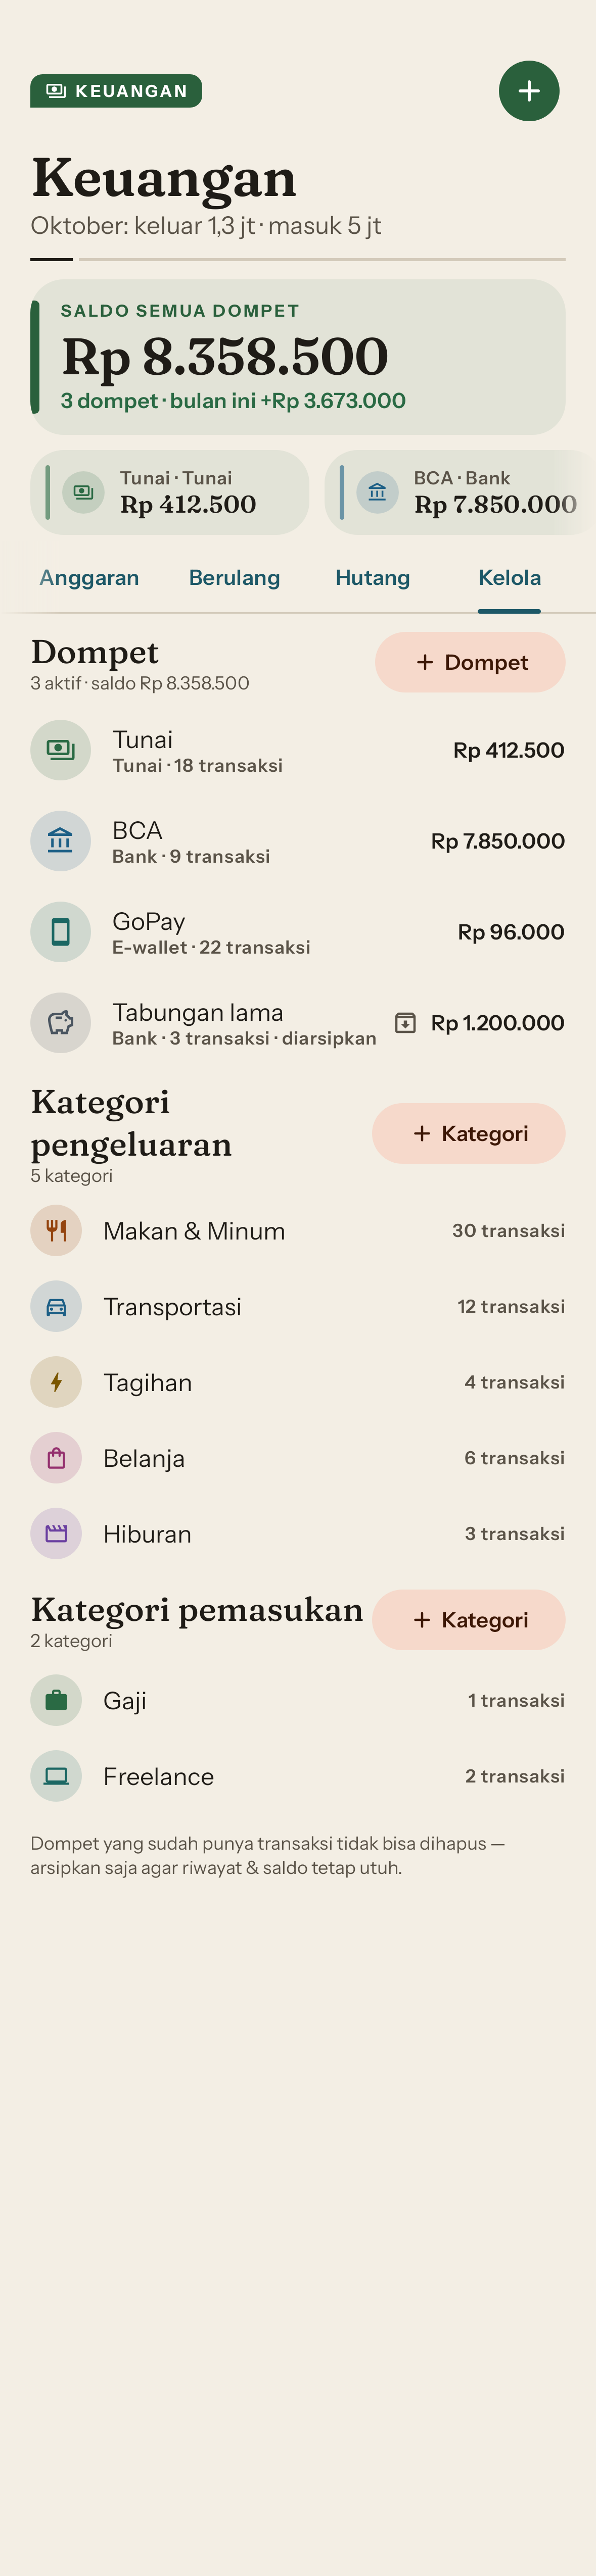 KEUANGAN
Keuangan
Oktober: keluar 1,3 jt · masuk 5 jt
SALDO SEMUA DOMPET
Rp 8.358.500
3 dompet · bulan ini +Rp 3.673.000
Tunai · Tunai
Rp 412.500
BCA · Bank
Rp 7.850.000
Anggaran
Berulang
Hutang
Kelola
Dompet
3 aktif · saldo Rp 8.358.500
+ Dompet
Tunai
Tunai · 18 transaksi
Rp 412.500
BCA
Bank · 9 transaksi
Rp 7.850.000
GoPay
E-wallet · 22 transaksi
Rp 96.000
Tabungan lama
Bank · 3 transaksi · diarsipkan
Rp 1.200.000
Kategori
pengeluaran
5 kategori
+ Kategori
Makan & Minum
30 transaksi
Transportasi
12 transaksi
Tagihan
4 transaksi
Belanja
6 transaksi
Hiburan
3 transaksi
Kategori pemasukan
2 kategori
+ Kategori
Gaji
1 transaksi
Freelance
2 transaksi
Dompet yang sudah punya transaksi tidak bisa dihapus —
arsipkan saja agar riwayat & saldo tetap utuh.